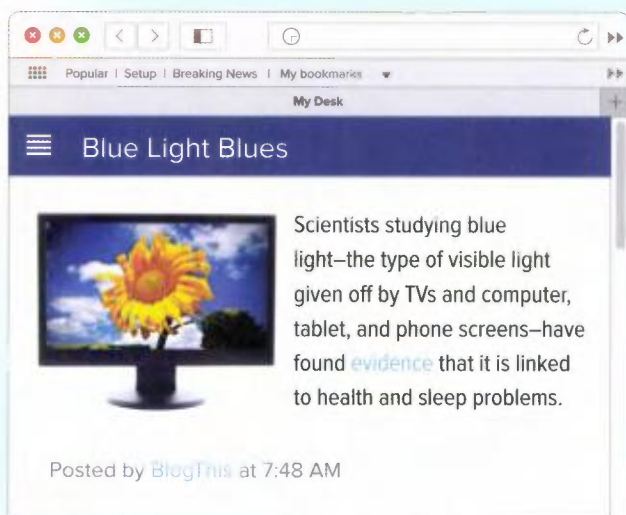 Popular | Setup | Breaking News | My bookmarks
My Desk
Blue Light Blues
Scientists studying blue
light–the type of visible light
given off by TVs and computer,
tablet, and phone screens–have
found evidence that it is linked
to health and sleep problems.
Posted by BlogThis at 7:48 AM